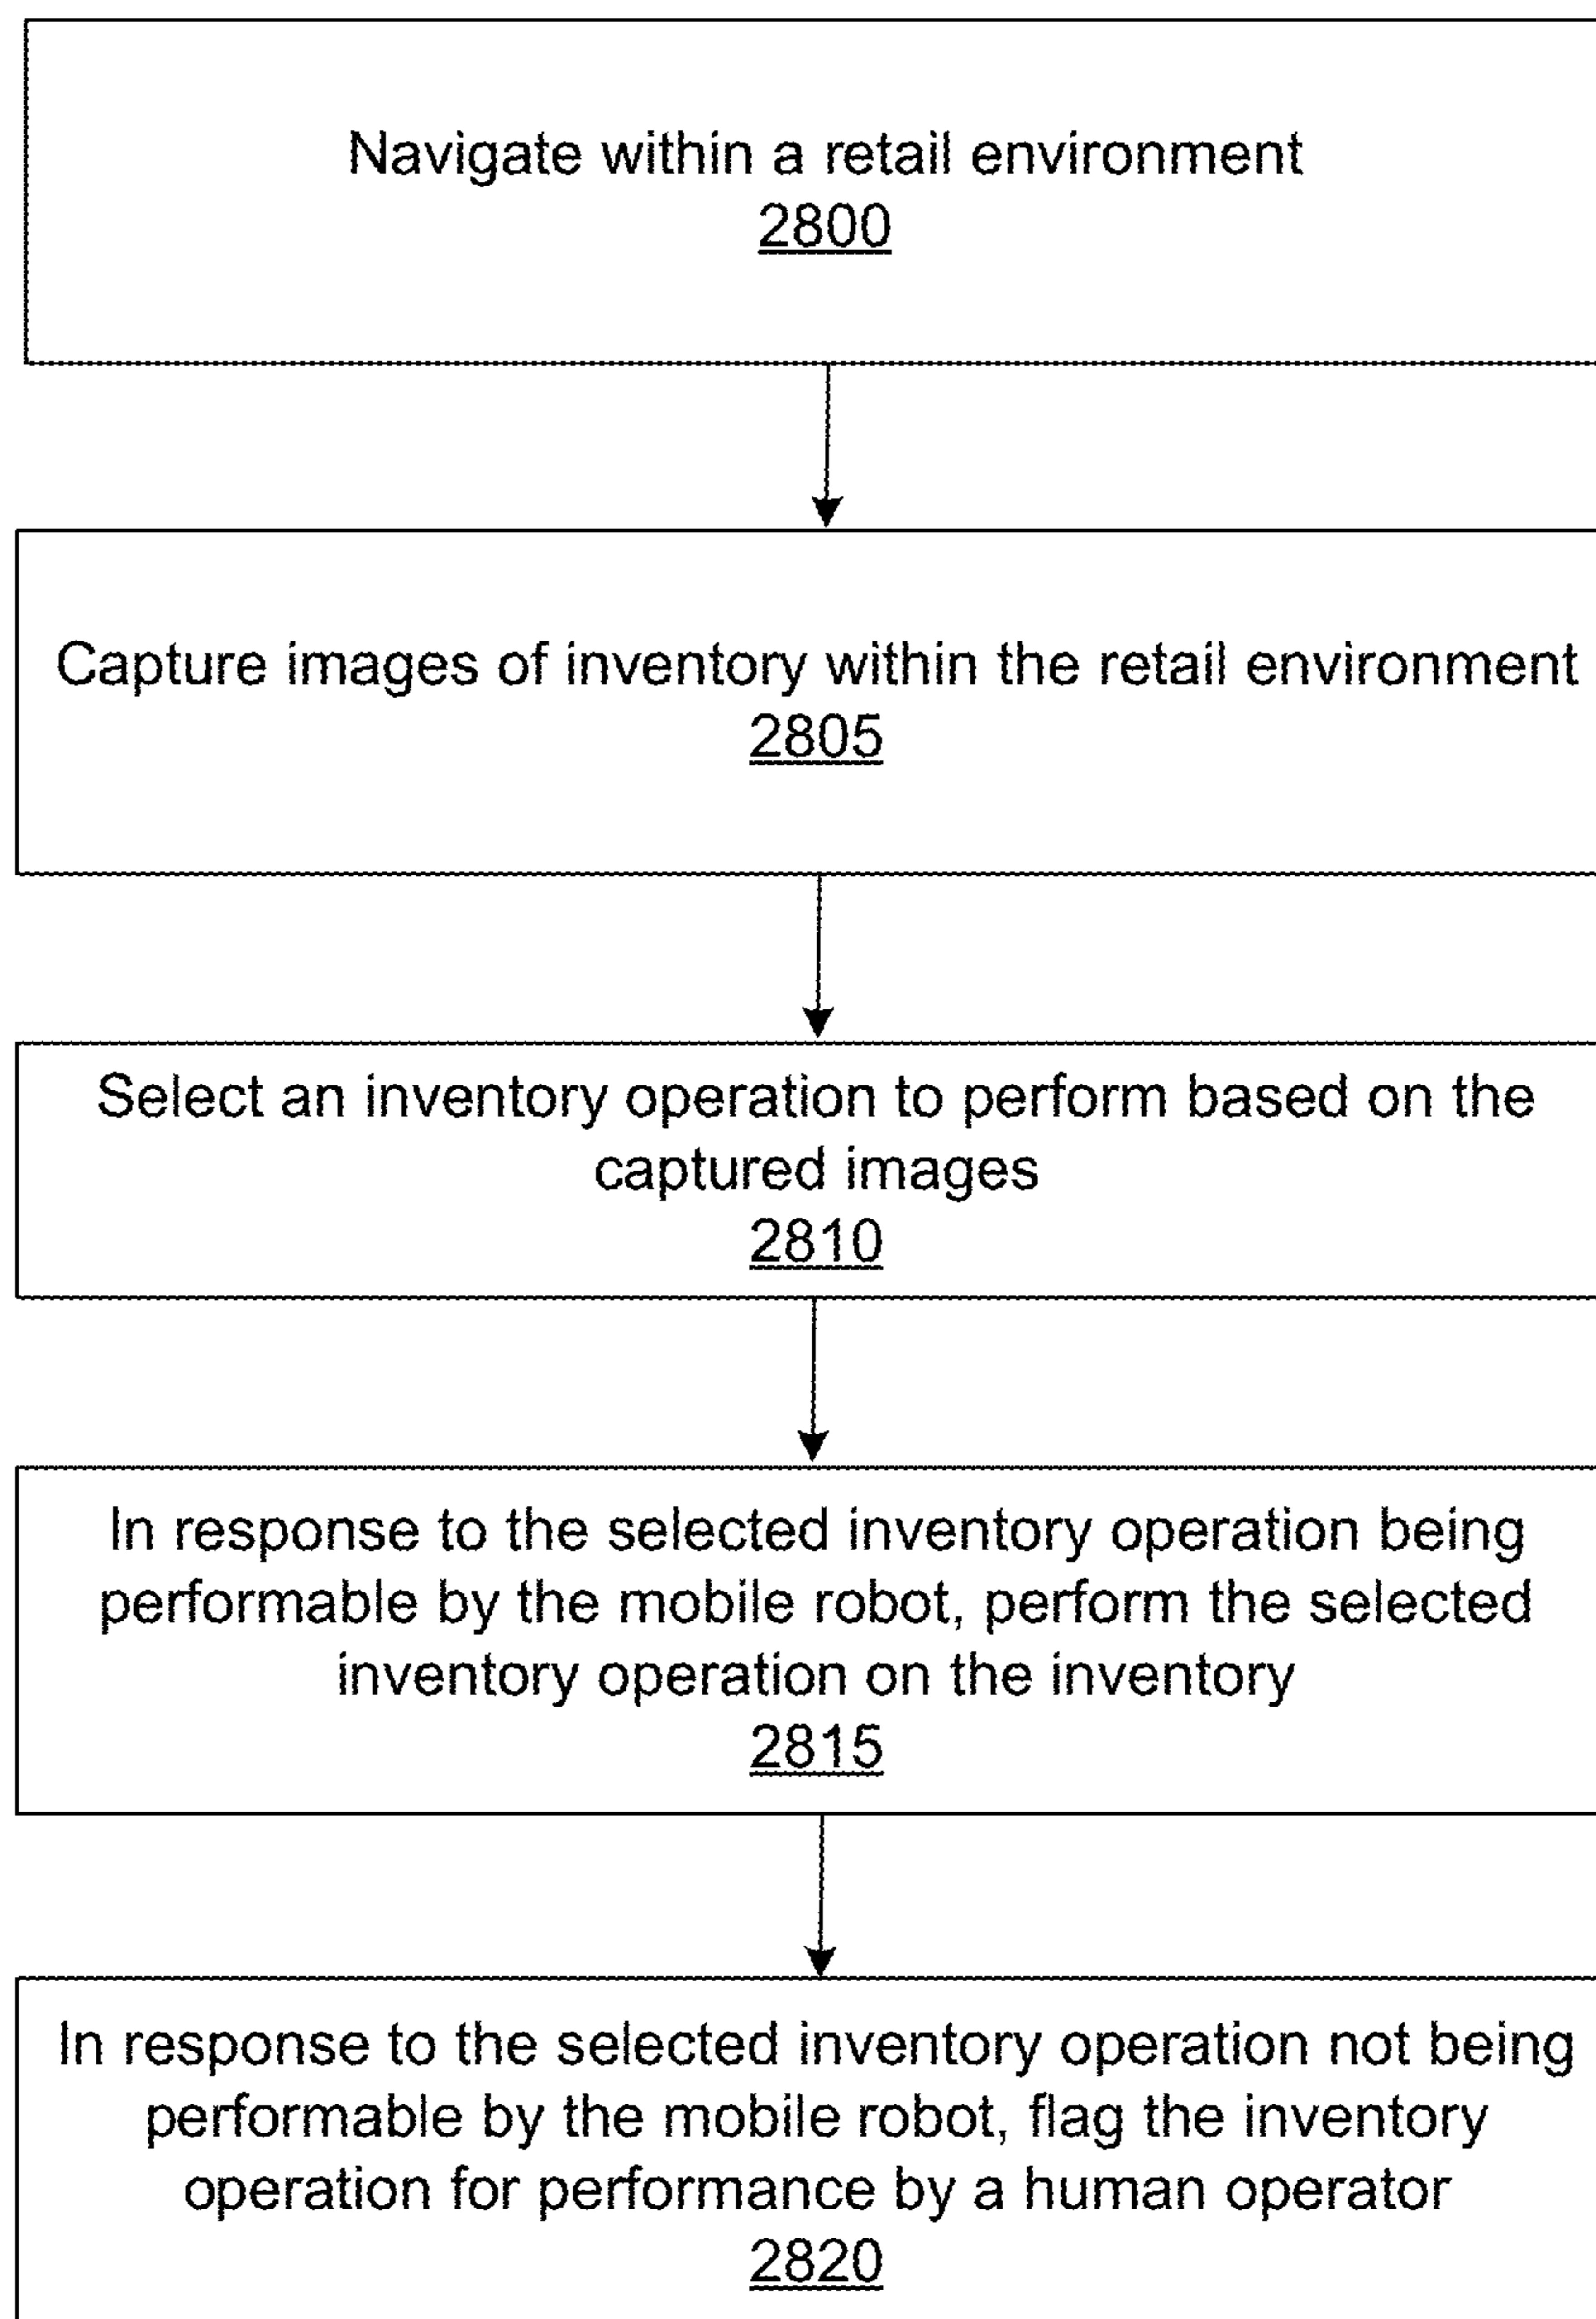 Navigate within a retail environment
2800
Capture images of inventory within the retail environment
2805
Select an inventory operation to perform based on the
captured images
2810
In response to the selected inventory operation being
performable by the mobile robot, perform the selected
inventory operation on the inventory
2815
In response to the selected inventory operation not being
performable by the mobile robot, flag the inventory
operation for performance by a human operator
2820